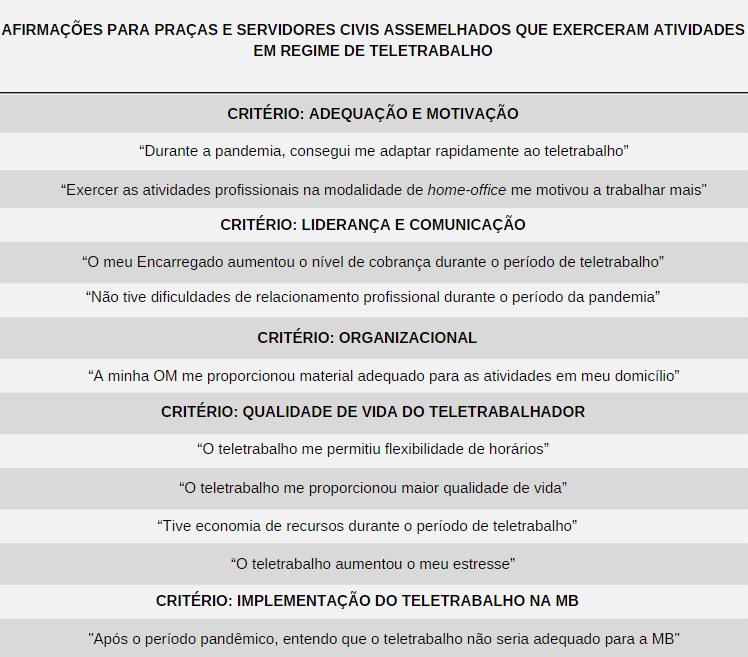 AFIRMAÇÕES PARA PRAÇAS E SERVIDORES CIVIS ASSEMELHADOS QUE EXERCERAM ATIVIDADES
EM REGIME DE TELETRABALHO
CRITÉRIO: ADEQUAÇÃO E MOTIVAÇÃO
“Durante a pandemia, consegui me adaptar rapidamente ao teletrabalho”
“Exercer as atividades profissionais na modalidade de home-office me motivou a trabalhar mais"
CRITÉRIO: LIDERANÇA E COMUNICAÇÃO
“O meu Encarregado aumentou o nível de cobrança durante o período de teletrabalho”
“Não tive dificuldades de relacionamento profissional durante o período da pandemia”
CRITÉRIO: ORGANIZACIONAL
“A minha OM me proporcionou material adequado para as atividades em meu domicílio”
CRITÉRIO: QUALIDADE DE VIDA DO TELETRABALHADOR
“O teletrabalho me permitiu flexibilidade de horários”
“O teletrabalho me proporcionou maior qualidade de vida”
“Tive economia de recursos durante o período de teletrabalho”
“O teletrabalho aumentou o meu estresse”
CRITÉRIO: IMPLEMENTAÇÃO DO TELETRABALHO NA MB
"Após o período pandêmico, entendo que o teletrabalho não seria adequado para a MB"